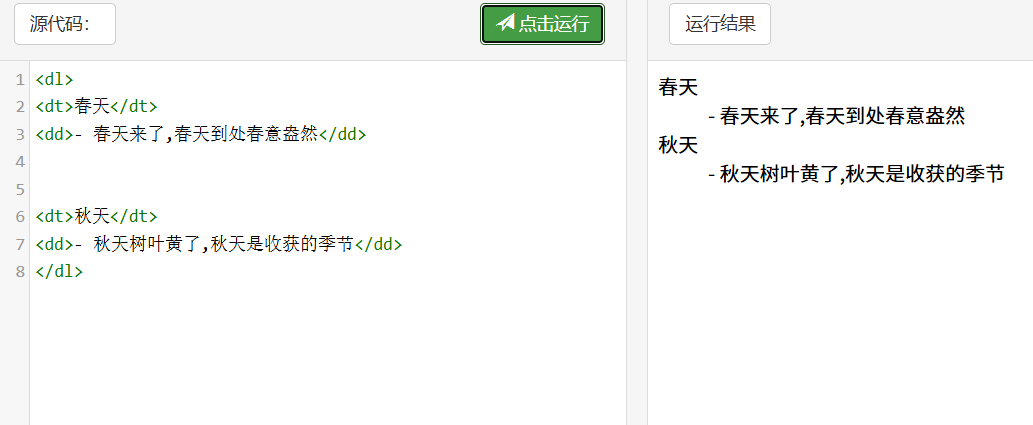 源代码：
点击运行
运行结果
1 <dl>
2 <dt>春天</dt>
3 <dd>- 春天来了,春天到处春意盎然</dd>
4
5
6 <dt>秋天</dt>
7 <dd>- 秋天树叶黄了,秋天是收获的季节</dd>
8 </dl>
春天
- 春天来了,春天到处春意盎然
秋天
- 秋天树叶黄了,秋天是收获的季节